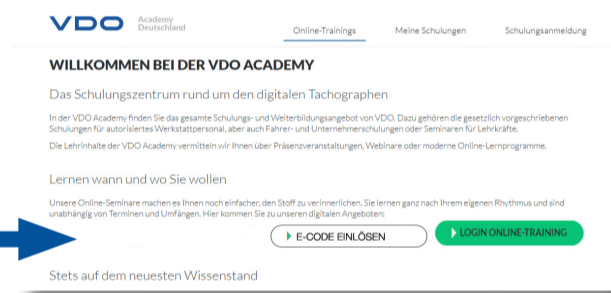 VDO Academy
Deutschland
Online-Trainings Meine Schulungen Schulungsanmeldung
WILLKOMMEN BEI DER VDO ACADEMY
Das Schulungszentrum rund um den digitalen Tachographen
In der VDO Academy finden Sie das gesamte Schulungs- und Weiterbildungsangebot von VDO. Dazu gehören die gesetzlich vorgeschriebenen
Schulungen für autorisiertes Werkstattpersonal, aber auch Fahrer- und Unternehmerschulungen oder Seminaren für Lehrkräfte.
Die Lehrinhalte der VDO Academy vermitteln wir Ihnen über Präsenzveranstaltungen, Webinare oder moderne Online-Lernprogramme.
Lernen wann und wo Sie wollen
Unsere Online-Seminare machen es Ihnen noch einfacher, den Stoff zu verinnerlichen. Sie lernen ganz nach Ihrem eigenen Rhythmus und sind
unabhängig von Terminen und Umfängen. Hier kommen Sie zu unseren digitalen Angeboten:
E-CODE EINLÖSEN LOGIN ONLINE-TRAINING
Stets auf dem neuesten Wissenstand